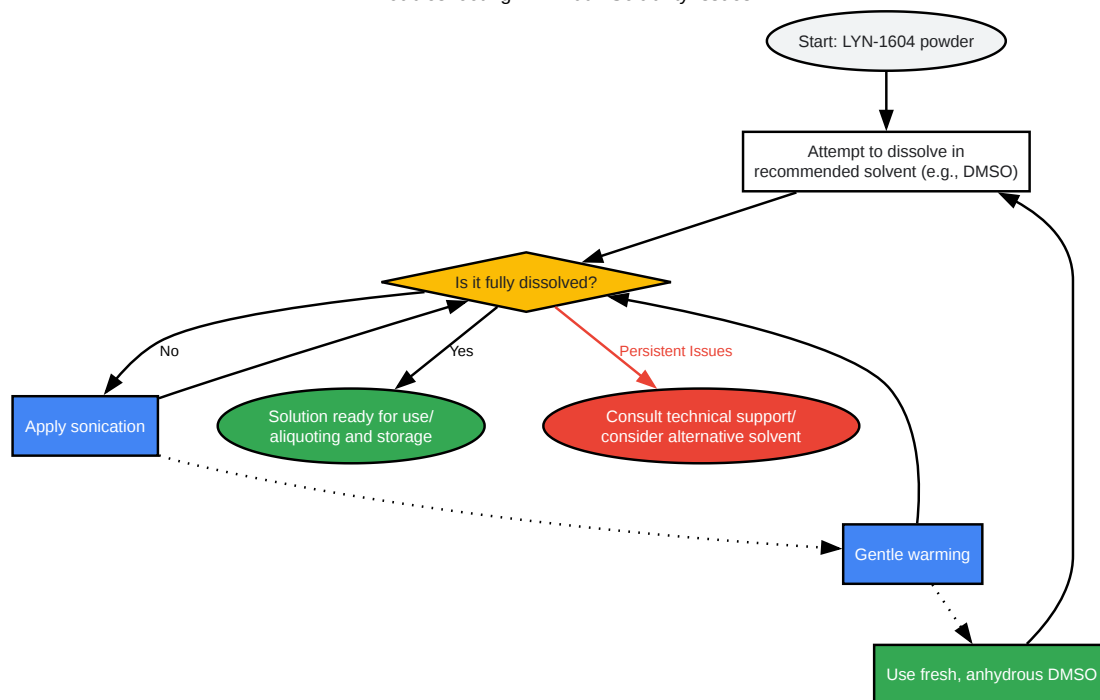 Start: LYN-1604 powder
Attempt to dissolve in
recommended solvent (e.g., DMSO)
Is it fully dissolved?
No
Yes
Persistent Issues
Apply sonication
Solution ready for use/
aliquoting and storage
Consult technical support/
consider alternative solvent
Gentle warming
Use fresh, anhydrous DMSO